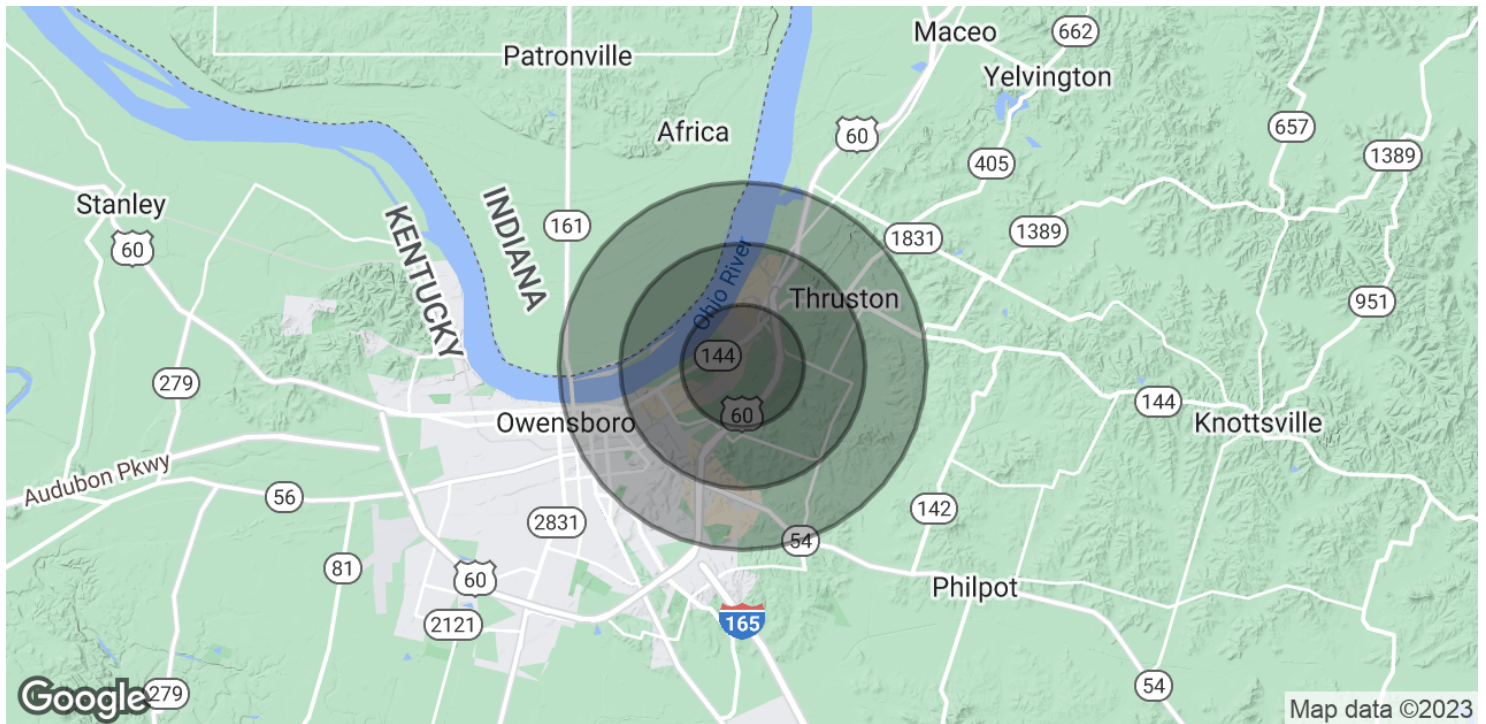 Maceo
662
Patronville
Yelvington
Africa
60
657
405
1389
Stanley
60
KENTUCKY
INDIANA
161
1831
1389
Ohio River
Thruston
951
144
279
60
144
Owensboro
Knottsville
Audubon Pkwy
56
2831
142
54
81
60
Philpot
2121
165
Google
279
54
Map data ©2023